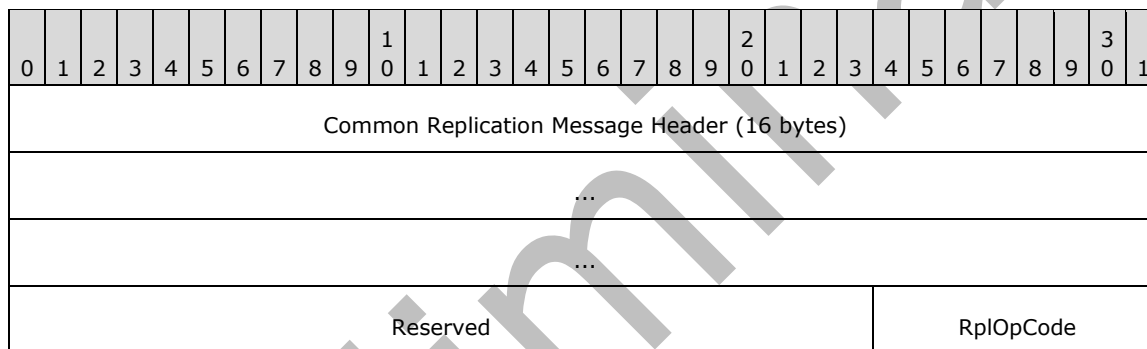 1 2 3
0 1 2 3 4 5 6 7 8 9 0 1 2 3 4 5 6 7 8 9 0 1 2 3 4 5 6 7 8 9 0 1
Common Replication Message Header (16 bytes)
...
...
Reserved RplOpCode